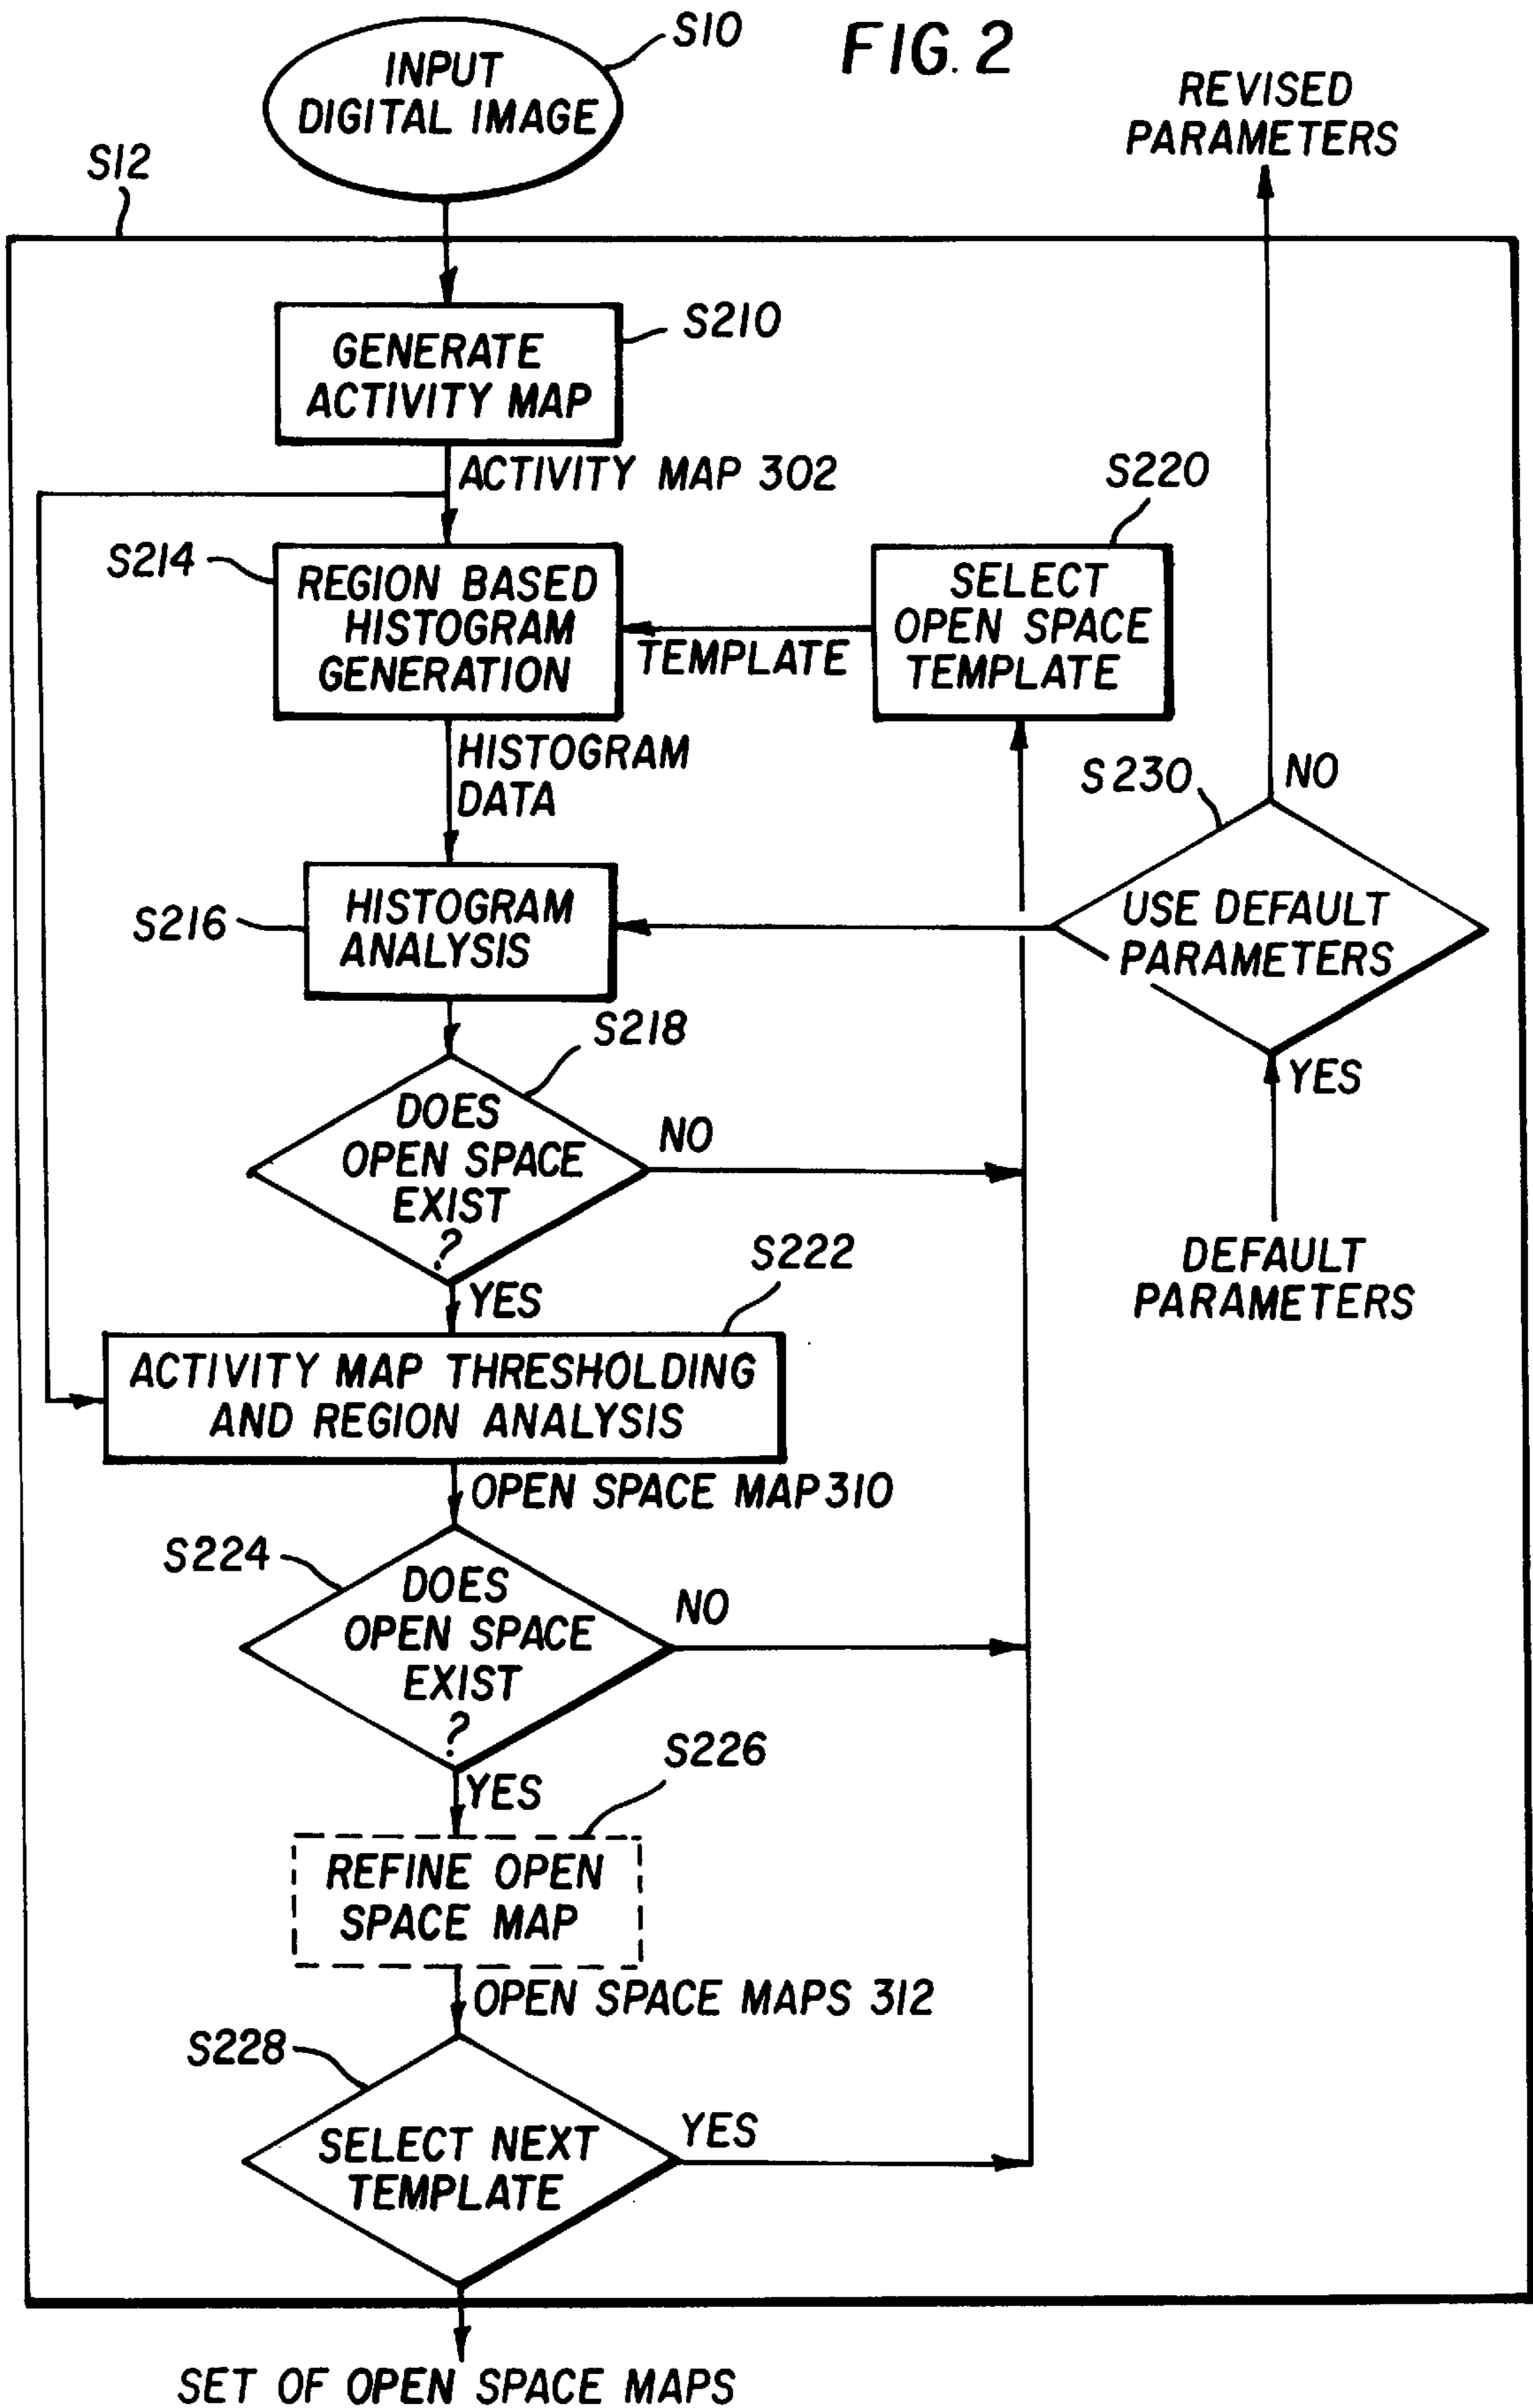 FIG. 2
S10
INPUT
DIGITAL IMAGE
REVISED
PARAMETERS
S12
S210
GENERATE
ACTIVITY MAP
ACTIVITY MAP 302
S220
S214
REGION BASED
HISTOGRAM
GENERATION
TEMPLATE
SELECT
OPEN SPACE
TEMPLATE
HISTOGRAM
DATA
S230
NO
S216
HISTOGRAM
ANALYSIS
USE DEFAULT
PARAMETERS
S218
YES
DOES
OPEN SPACE
EXIST
?
NO
YES
DEFAULT
PARAMETERS
S222
ACTIVITY MAP THRESHOLDING
AND REGION ANALYSIS
OPEN SPACE MAP 310
S224
DOES
OPEN SPACE
EXIST
?
NO
YES
S226
REFINE OPEN
SPACE MAP
OPEN SPACE MAPS 312
S228
SELECT NEXT
TEMPLATE
YES
SET OF OPEN SPACE MAPS